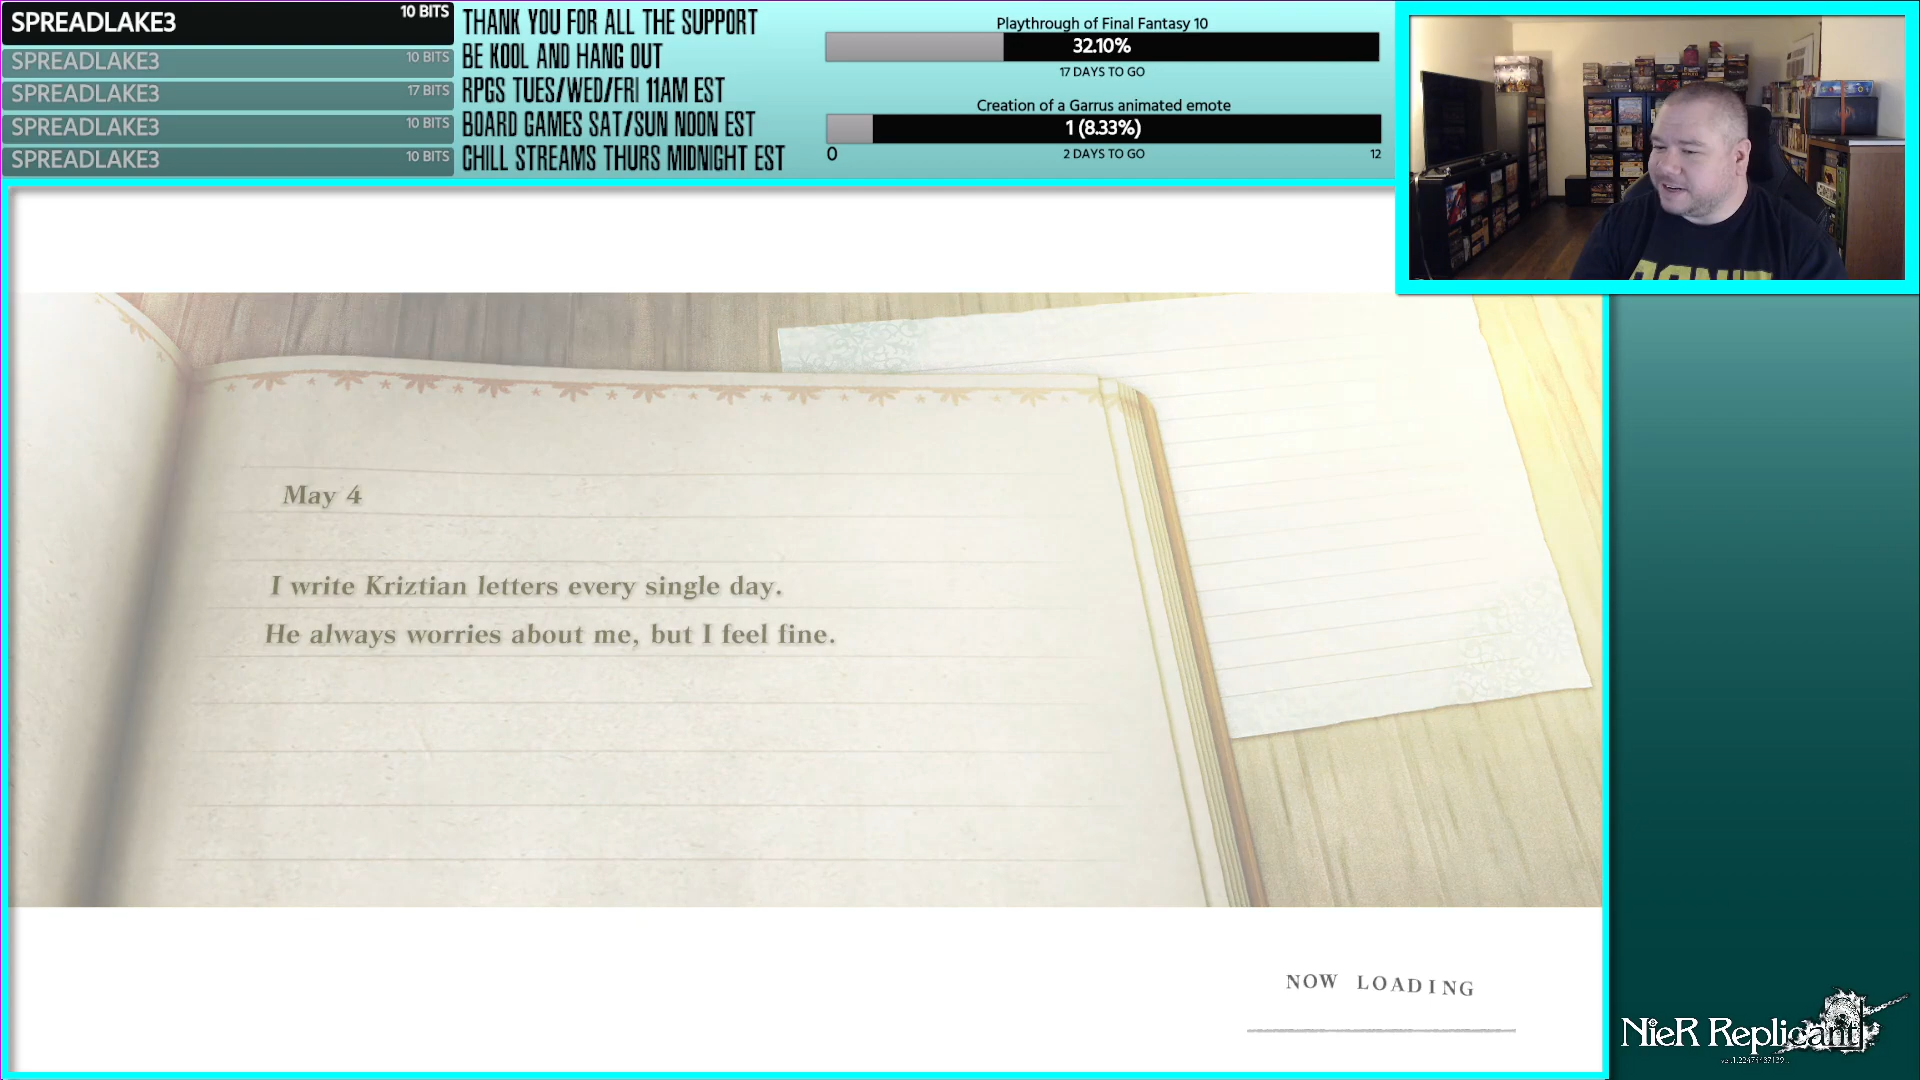 SPREADLAKE3 10 BITS
SPREADLAKE3 10 BITS
SPREADLAKE3 17 BITS
SPREADLAKE3 10 BITS
SPREADLAKE3 10 BITS
THANK YOU FOR ALL THE SUPPORT
BE KOOL AND HANG OUT
RPGS TUES/WED/FRI 11AM EST
BOARD GAMES SAT/SUN NOON EST
CHILL STREAMS THURS MIDNIGHT EST
Playthrough of Final Fantasy 10
32.10%
17 DAYS TO GO
Creation of a Garrus animated emote
1 (8.33%)
0 2 DAYS TO GO 12
May 4
I write Kriztian letters every single day.
He always worries about me, but I feel fine.
NOW LOADING
NieR Replicant